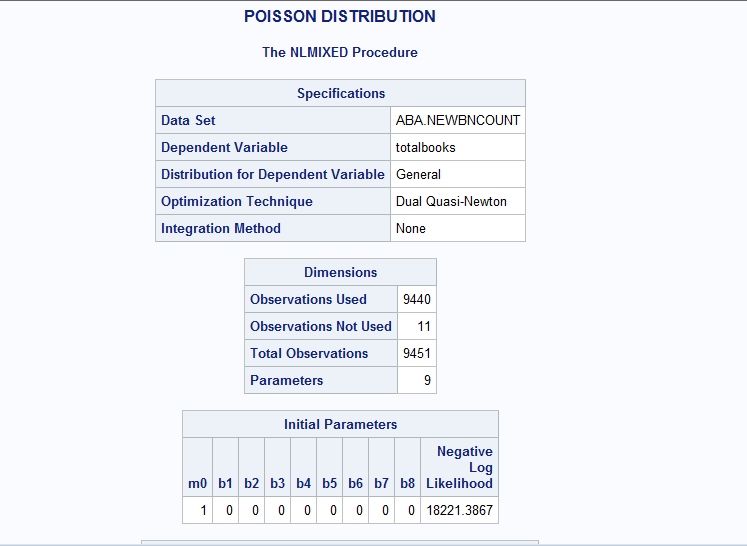 POISSON DISTRIBUTION
The NLMIXED Procedure
Specifications
Data Set ABA.NEWBNCOUNT
Dependent Variable totalbooks
Distribution for Dependent Variable General
Optimization Technique Dual Quasi-Newton
Integration Method None
Dimensions
Observations Used 9440
Observations Not Used 11
Total Observations 9451
Parameters 9
Initial Parameters
Negative
Log
m0 b1 b2 b3 b4 b5 b6 b7 b8 Likelihood
1 0 0 0 0 0 0 0 0 18221.3867